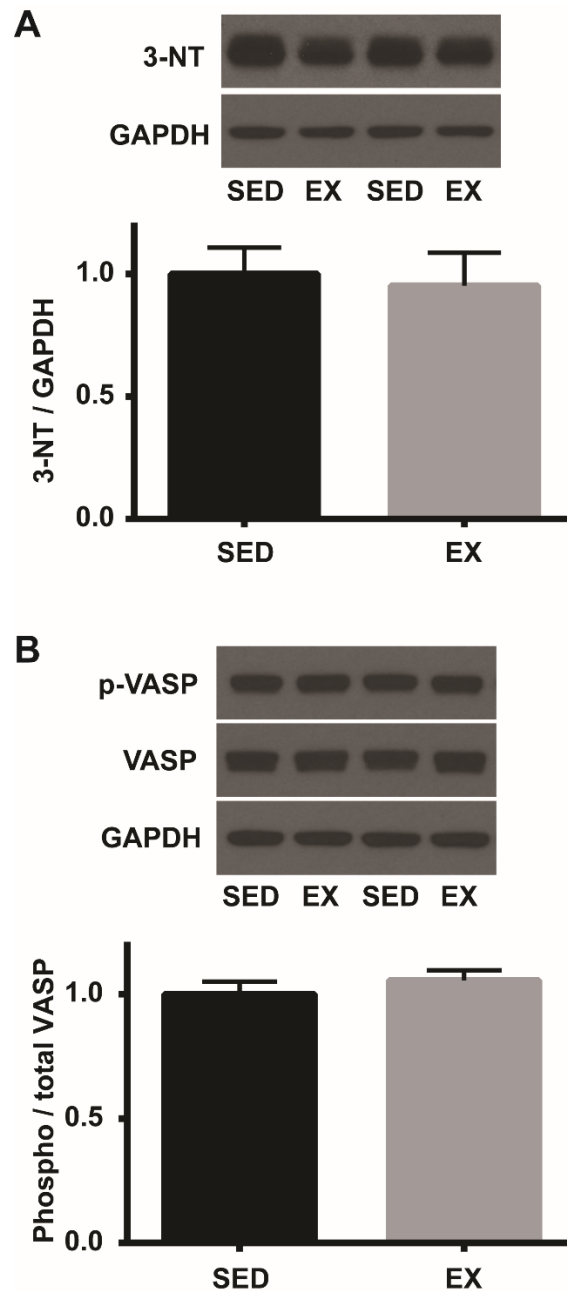 A
3-NT
GAPDH
SED EX SED EX
3-NT / GAPDH
1.0
0.5
0.0
SED EX
B
p-VASP
VASP
GAPDH
SED EX SED EX
Phospho / total VASP
1.0
0.5
0.0
SED EX